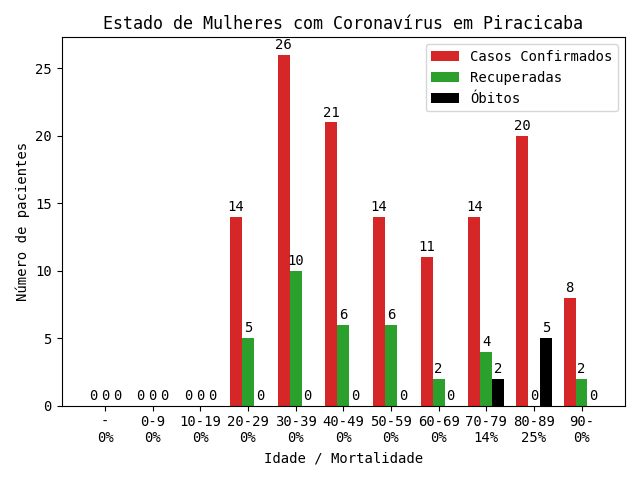 Estado de Mulheres com Coronavírus em Piracicaba
Casos Confirmados
Recuperadas
Óbitos
Número de pacientes
25
20
15
10
5
0
0 0 0
0 0 0
0 0 0
14 5 0
26 10 0
21 6 0
14 6 0
11 2 0
14 4 2
20 0 5
8 2 0
- 0-9 10-19 20-29 30-39 40-49 50-59 60-69 70-79 80-89 90-
0% 0% 0% 0% 0% 0% 0% 0% 14% 25% 0%
Idade / Mortalidade